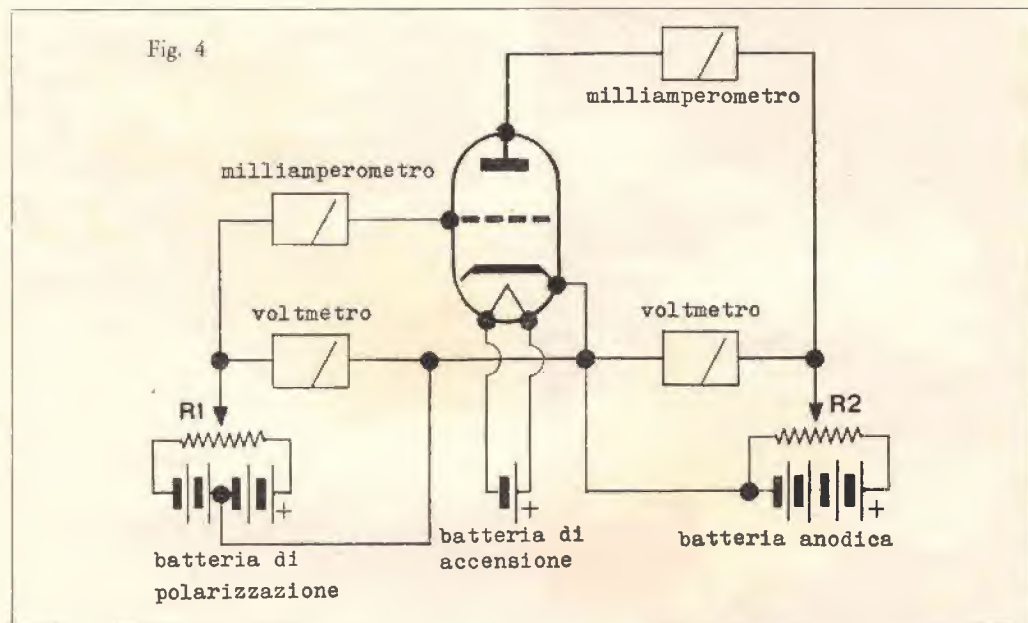 Fig. 4
milliamperometro
milliamperometro
voltmetro
voltmetro
R1
R2
+
+
+
batteria di
polarizzazione
batteria di
accensione
batteria anodica